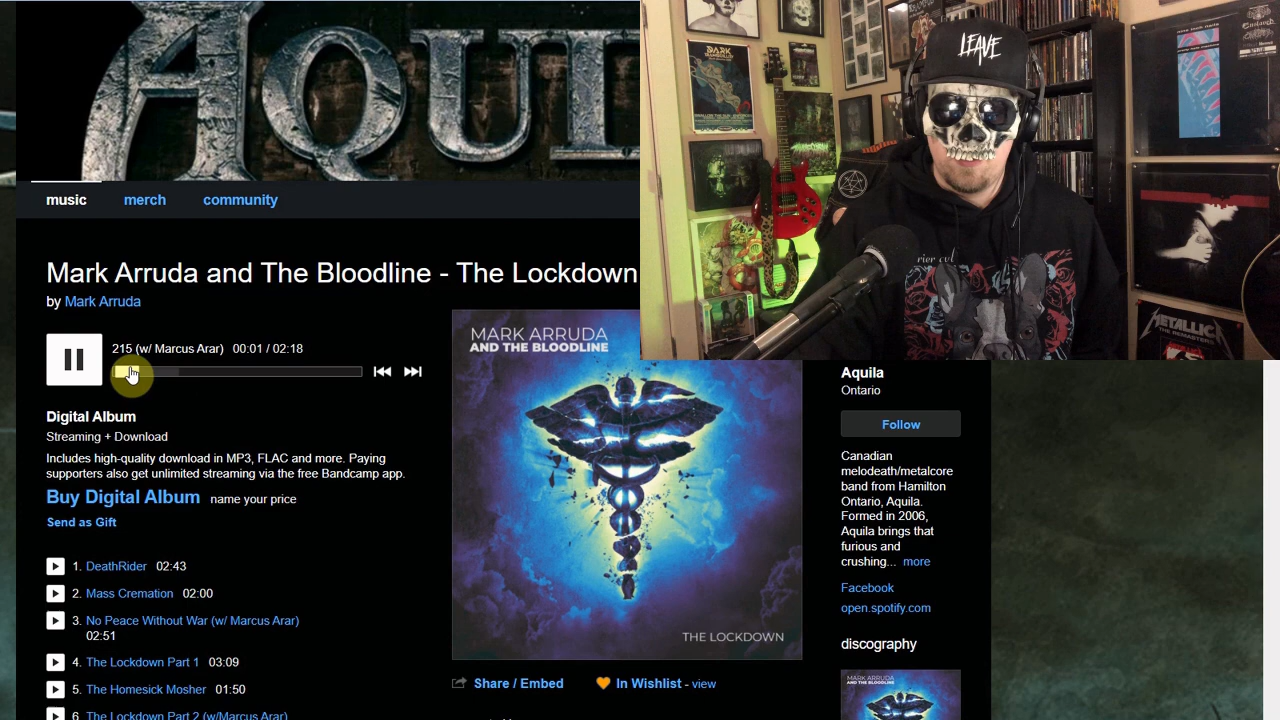 AQUI
LEAVE
DARK
METALLICA
music merch community
Mark Arruda and The Bloodline - The Lockdown
by Mark Arruda
215 (w/ Marcus Arar) 00:01 / 02:18
Digital Album
Streaming + Download
Includes high-quality download in MP3, FLAC and more. Paying
supporters also get unlimited streaming via the free Bandcamp app.
Buy Digital Album name your price
Send as Gift
1. DeathRider 02:43
2. Mass Cremation 02:00
3. No Peace Without War (w/ Marcus Arar)
02:51
4. The Lockdown Part 1 03:09
5. The Homesick Mosher 01:50
6. The Lockdown Part 2 (w/Marcus Arar)
MARK ARRUDA
AND THE BLOODLINE
THE LOCKDOWN
Share / Embed In Wishlist - view
Aquila
Ontario
Follow
Canadian
melodeath/metalcore
band from Hamilton
Ontario, Aquila.
Formed in 2006,
Aquila brings that
furious and
crushing... more
Facebook
open.spotify.com
discography
MARK ARRUDA
AND THE BLOODLINE